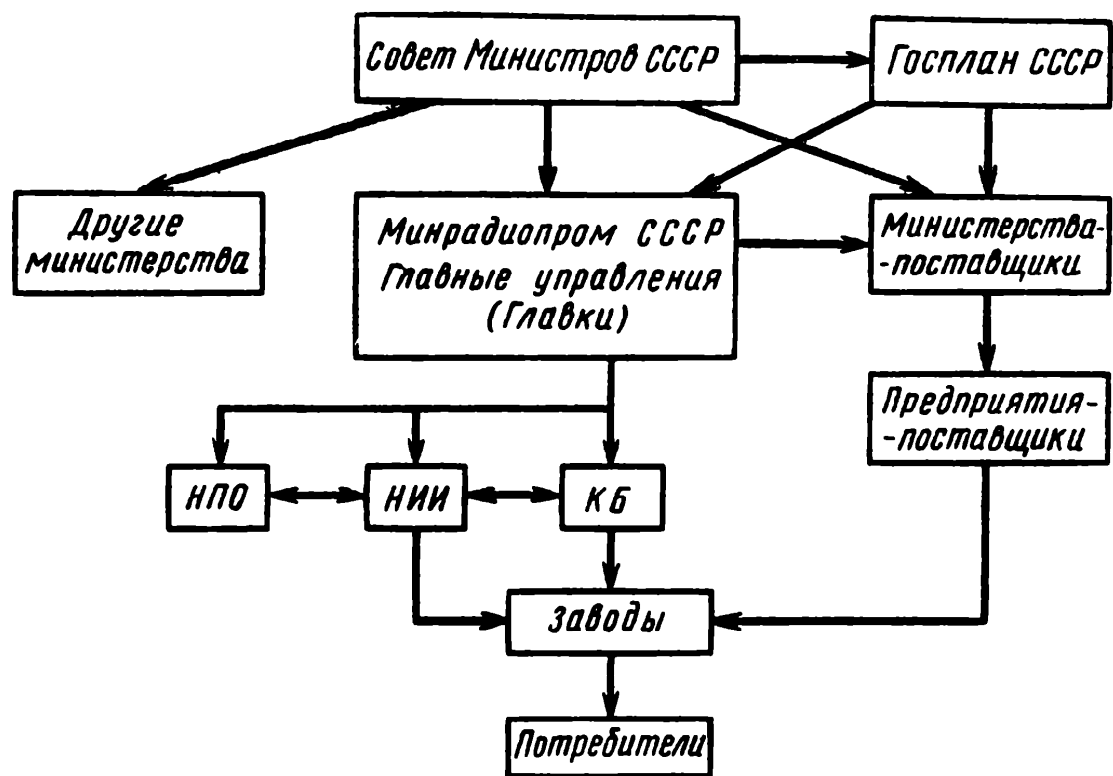 Совет Министров СССР
Госплан СССР
Другие
министерства
Минрадиопром СССР
Главные управления
(Главки)
Министерства-
-поставщики
Предприятия-
-поставщики
НПО
НИИ
КБ
Заводы
Потребители